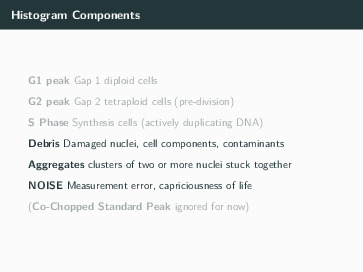 Histogram Components
G1 peak Gap 1 diploid cells
G2 peak Gap 2 tetraploid cells (pre-division)
S Phase Synthesis cells (actively duplicating DNA)
Debris Damaged nuclei, cell components, contaminants
Aggregates clusters of two or more nuclei stuck together
NOISE Measurement error, capriciousness of life
(Co-Chopped Standard Peak ignored for now)